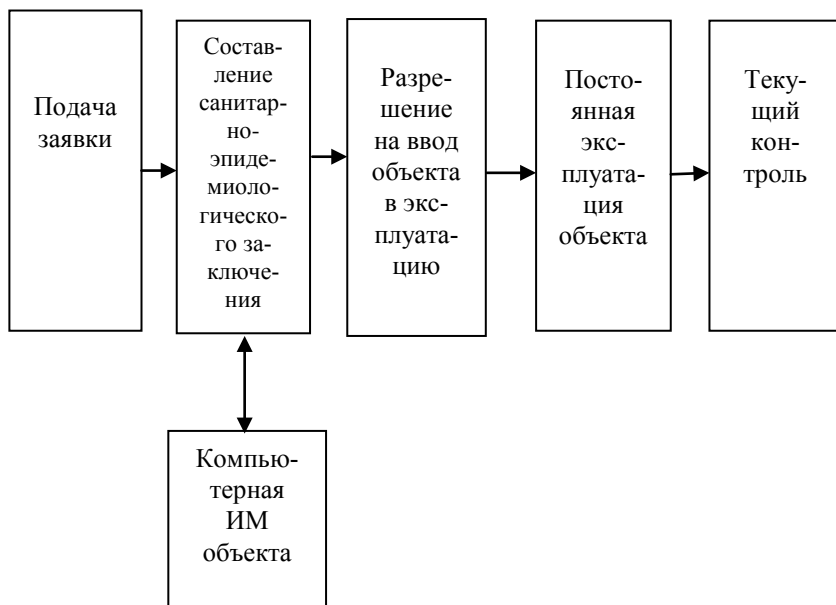 Подача
заявки
Состав-
ление
санитар-
но-
эпиде-
миоло-
гическо-
го за-
ключе-
ния
Разре-
шение
на ввод
объекта
в экс-
плуата-
цию
Посто-
янная
экс-
плуата-
ция
объекта
Теку-
щий
кон-
троль
Компью-
терная
ИМ
объекта